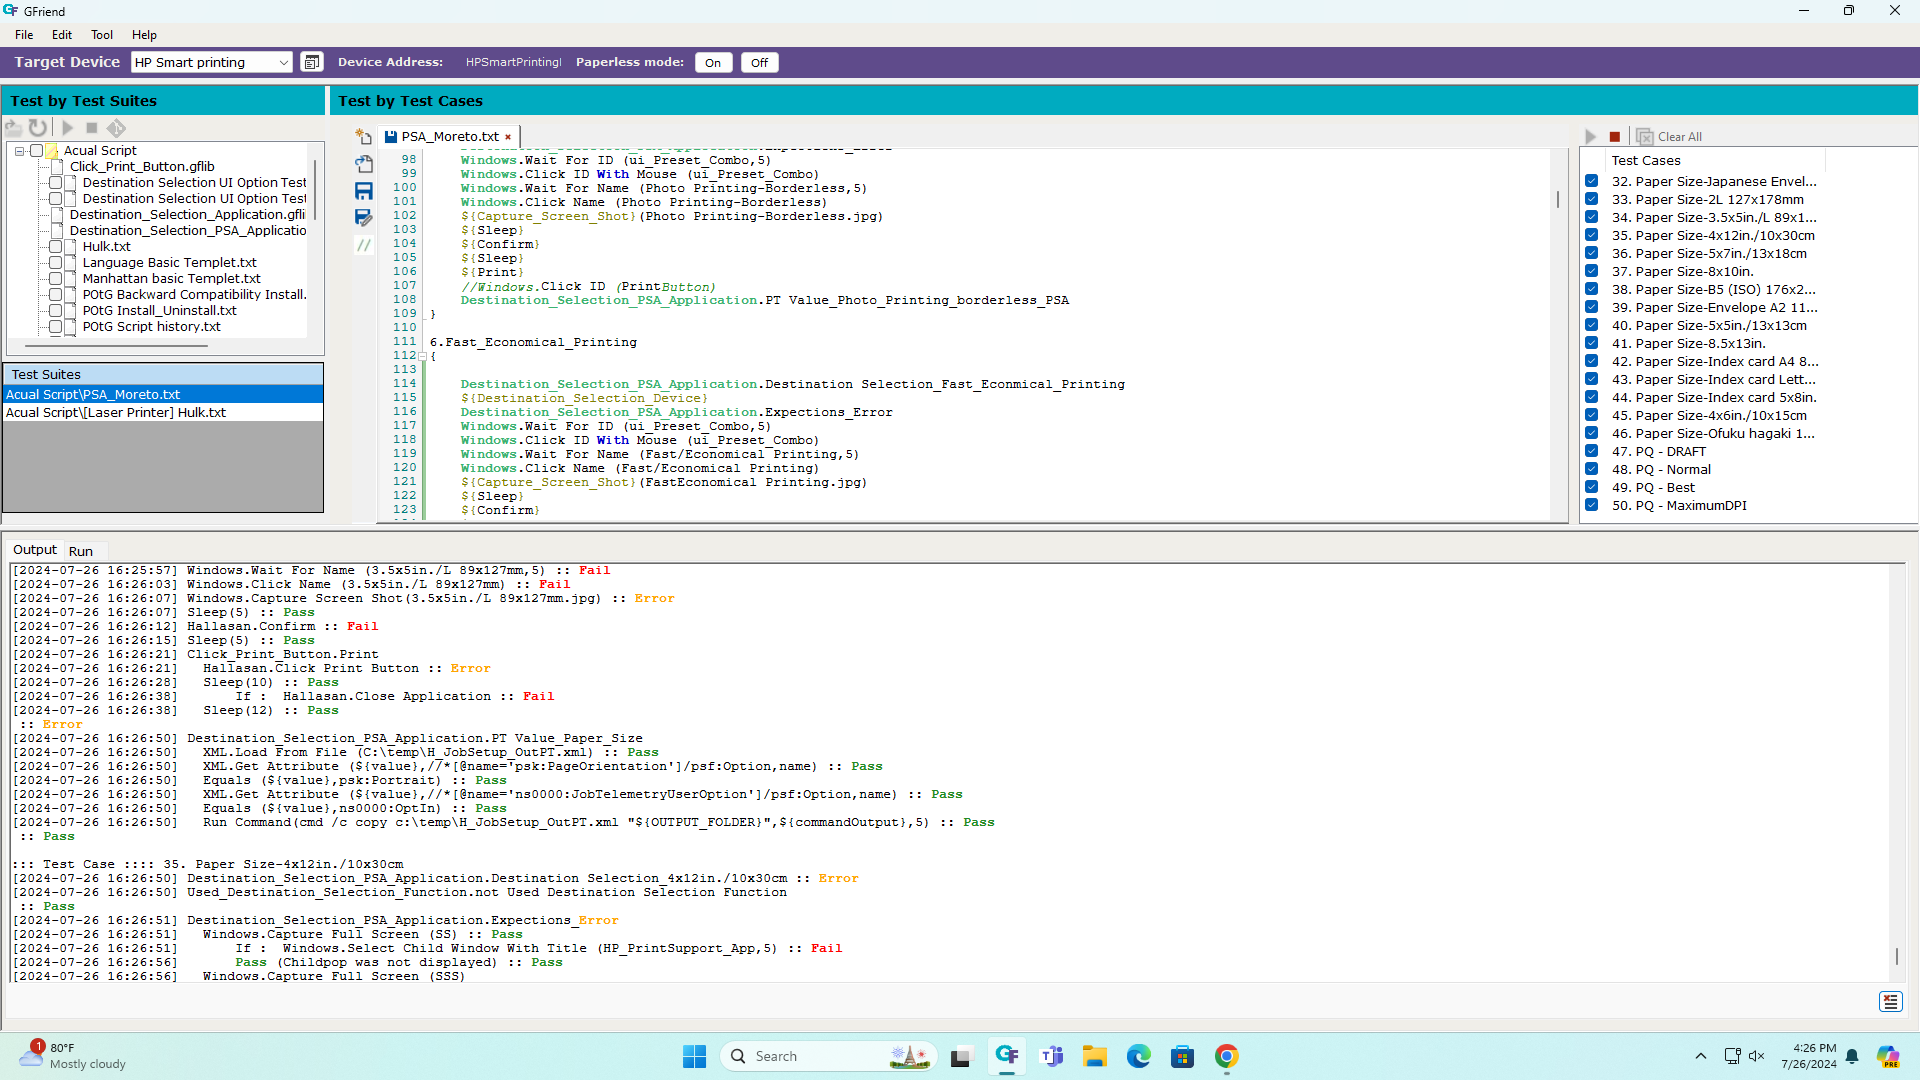 GFriend
File Edit Tool Help
Target Device HP Smart printing Device Address: HPSmartPrintingI Paperless mode: On Off
Test by Test Suites
Test by Test Cases
Acual Script
Click_Print_Button.gflib
Destination Selection UI Option Test
Destination Selection UI Option Test
Destination_Selection_Application.gfli
Destination_Selection_PSA_Applicatio
Hulk.txt
Language Basic Templet.txt
Manhattan basic Templet.txt
POtG Backward Compatibility Install.
POtG Install_Uninstall.txt
POtG Script history.txt
Test Suites
Acual Script\PSA_Moreto.txt
Acual Script\[Laser Printer] Hulk.txt
PSA_Moreto.txt ×
98 Windows.Wait For ID (ui_Preset_Combo,5)
99 Windows.Click ID With Mouse (ui_Preset_Combo)
100 Windows.Wait For Name (Photo Printing-Borderless,5)
101 Windows.Click Name (Photo Printing-Borderless)
102 ${Capture_Screen_Shot}(Photo Printing-Borderless.jpg)
103 ${Sleep}
104 ${Confirm}
105 ${Sleep}
106 ${Print}
107 //Windows.Click ID (PrintButton)
108 Destination_Selection_PSA_Application.PT Value_Photo_Printing_borderless_PSA
109 }
110
111 6.Fast_Economical_Printing
112 {
113
114 Destination_Selection_PSA_Application.Destination Selection_Fast_Econmical_Printing
115 ${Destination_Selection_Device}
116 Destination_Selection_PSA_Application.Expections_Error
117 Windows.Wait For ID (ui_Preset_Combo,5)
118 Windows.Click ID With Mouse (ui_Preset_Combo)
119 Windows.Wait For Name (Fast/Economical Printing,5)
120 Windows.Click Name (Fast/Economical Printing)
121 ${Capture_Screen_Shot}(FastEconomical Printing.jpg)
122 ${Sleep}
123 ${Confirm}
Clear All
Test Cases
32. Paper Size-Japanese Envel...
33. Paper Size-2L 127x178mm
34. Paper Size-3.5x5in./L 89x1...
35. Paper Size-4x12in./10x30cm
36. Paper Size-5x7in./13x18cm
37. Paper Size-8x10in.
38. Paper Size-B5 (ISO) 176x2...
39. Paper Size-Envelope A2 11...
40. Paper Size-5x5in./13x13cm
41. Paper Size-8.5x13in.
42. Paper Size-Index card A4 8...
43. Paper Size-Index card Lett...
44. Paper Size-Index card 5x8in.
45. Paper Size-4x6in./10x15cm
46. Paper Size-Ofuku hagaki 1...
47. PQ - DRAFT
48. PQ - Normal
49. PQ - Best
50. PQ - MaximumDPI
Output Run
[2024-07-26 16:25:57] Windows.Wait For Name (3.5x5in./L 89x127mm,5) :: Fail
[2024-07-26 16:26:03] Windows.Click Name (3.5x5in./L 89x127mm) :: Fail
[2024-07-26 16:26:07] Windows.Capture Screen Shot(3.5x5in./L 89x127mm.jpg) :: Error
[2024-07-26 16:26:07] Sleep(5) :: Pass
[2024-07-26 16:26:12] Hallasan.Confirm :: Fail
[2024-07-26 16:26:15] Sleep(5) :: Pass
[2024-07-26 16:26:21] Click_Print_Button.Print
[2024-07-26 16:26:21] Hallasan.Click Print Button :: Error
[2024-07-26 16:26:28] Sleep(10) :: Pass
[2024-07-26 16:26:38] If : Hallasan.Close Application :: Fail
[2024-07-26 16:26:38] Sleep(12) :: Pass
:: Error
[2024-07-26 16:26:50] Destination_Selection_PSA_Application.PT Value_Paper_Size
[2024-07-26 16:26:50] XML.Load From File (C:\temp\H_JobSetup_OutPT.xml) :: Pass
[2024-07-26 16:26:50] XML.Get Attribute (${value},//*[@name='psk:PageOrientation']/psf:Option,name) :: Pass
[2024-07-26 16:26:50] Equals (${value},psk:Portrait) :: Pass
[2024-07-26 16:26:50] XML.Get Attribute (${value},//*[@name='ns0000:JobTelemetryUserOption']/psf:Option,name) :: Pass
[2024-07-26 16:26:50] Equals (${value},ns0000:OptIn) :: Pass
[2024-07-26 16:26:50] Run Command(cmd /c copy c:\temp\H_JobSetup_OutPT.xml "${OUTPUT_FOLDER}",${commandOutput},5) :: Pass
:: Pass
::: Test Case :::: 35. Paper Size-4x12in./10x30cm
[2024-07-26 16:26:50] Destination_Selection_PSA_Application.Destination Selection_4x12in./10x30cm :: Error
[2024-07-26 16:26:50] Used_Destination_Selection_Function.not Used Destination Selection Function
:: Pass
[2024-07-26 16:26:51] Destination_Selection_PSA_Application.Expections_Error
[2024-07-26 16:26:51] Windows.Capture Full Screen (SS) :: Pass
[2024-07-26 16:26:51] If : Windows.Select Child Window With Title (HP_PrintSupport_App,5) :: Fail
[2024-07-26 16:26:56] Pass (Childpop was not displayed) :: Pass
[2024-07-26 16:26:56] Windows.Capture Full Screen (SSS)
1
80°F
Mostly cloudy
Search
4:26 PM
7/26/2024
PRE